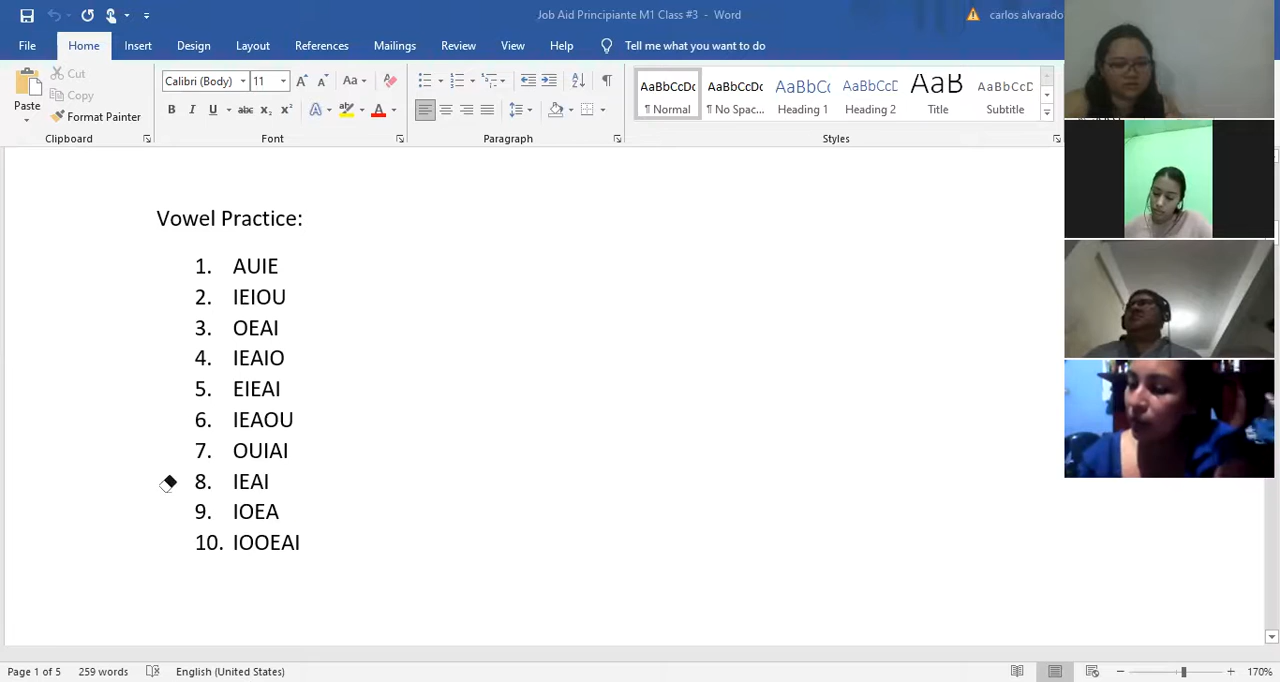 Job Aid Principiante M1 Class #3 - Word
carlos alvarado
File Home Insert Design Layout References Mailings Review View Help Tell me what you want to do
Paste
Cut
Copy
Format Painter
Clipboard
Calibri (Body) 11
Font
Paragraph
AaBbCcDc AaBbCcDc AaBbCc AaBbCcD AaB AaBbCcD
¶ Normal ¶ No Spac... Heading 1 Heading 2 Title Subtitle
Styles
Vowel Practice:
1. AUIE
2. IEIOU
3. OEAI
4. IEAIO
5. EIEAI
6. IEAOU
7. OUIAI
8. IEAI
9. IOEA
10. IOOEAI
Page 1 of 5 259 words English (United States) 170%